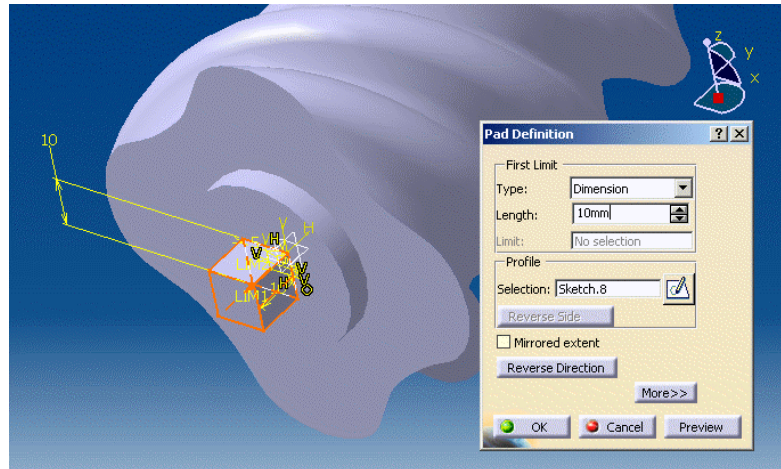 z
y
x
10
Pad Definition
First Limit
Type: Dimension
Length: 10mm
Limit: No selection
Profile
Selection: Sketch.8
Reverse Side
Mirrored extent
Reverse Direction
More>>
OK Cancel Preview
V
H
H
V
V
V
H
LIM1